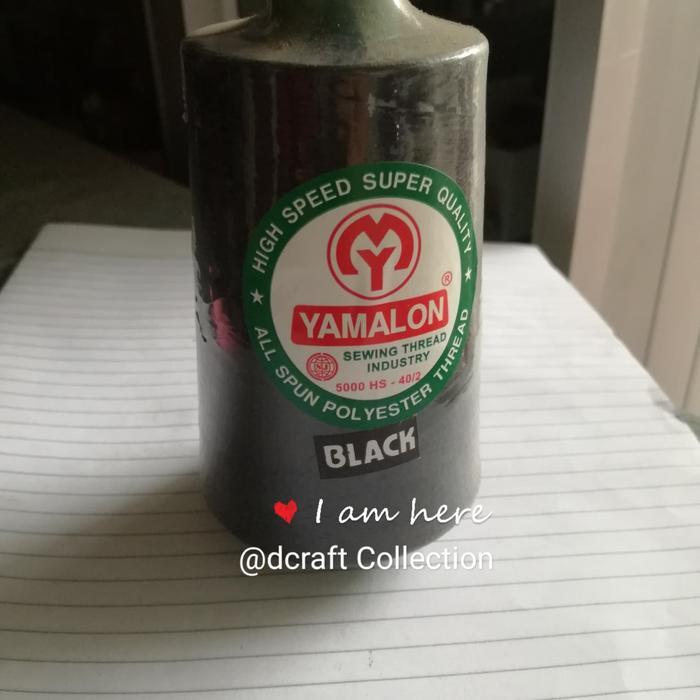 HIGH SPEED SUPER QUALITY
MY
®
YAMALON
SEWING THREAD
INDUSTRY
5000 HS - 40/2
★ ALL SPUN POLYESTER THREAD ★
BLACK
♥ I am here
@dcraft Collection